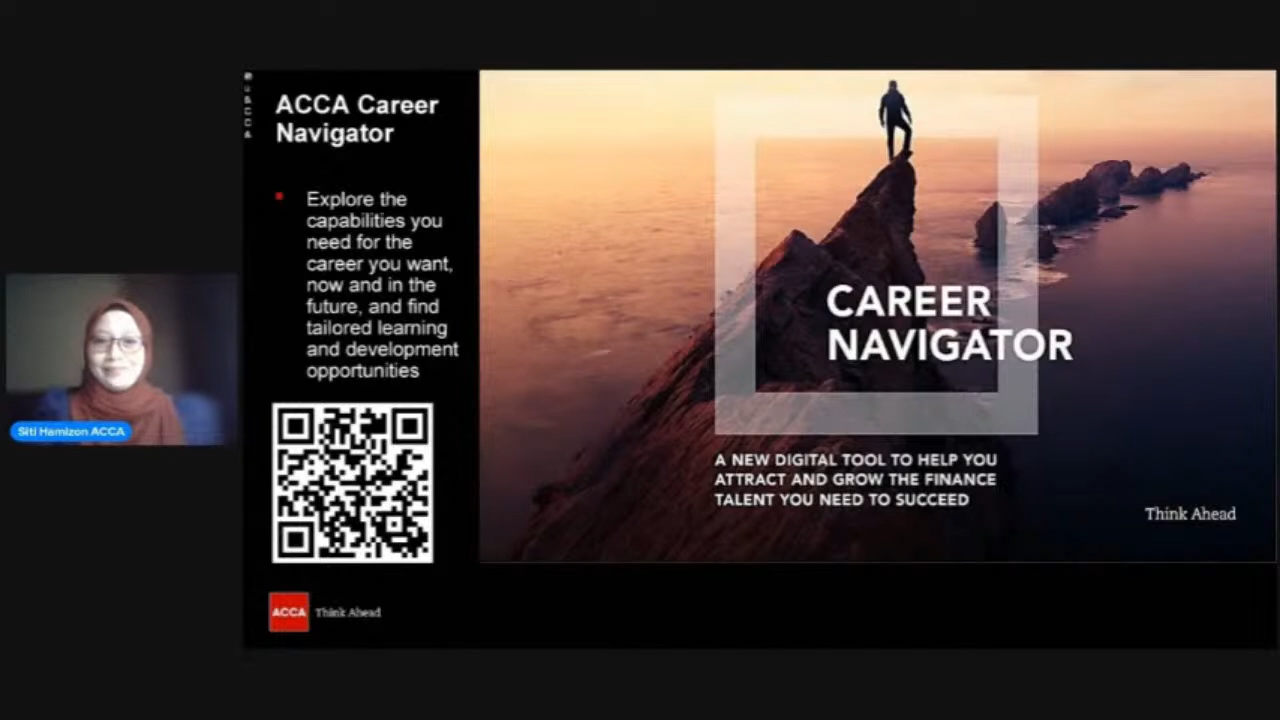 ACCA Career
Navigator
Explore the
capabilities you
need for the
career you want,
now and in the
future, and find
tailored learning
and development
opportunities
Siti Hamizon ACCA
ACCA Think Ahead
CAREER
NAVIGATOR
A NEW DIGITAL TOOL TO HELP YOU
ATTRACT AND GROW THE FINANCE
TALENT YOU NEED TO SUCCEED
Think Ahead